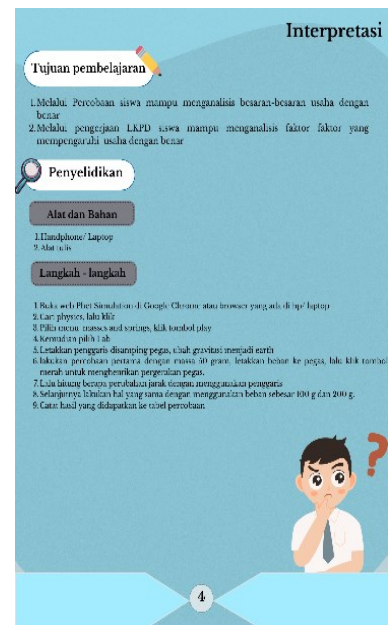 Interpretasi
Tujuan pembelajaran
1.Melalui Percobaan siswa mampu menganalisis besaran-besaran usaha dengan
benar
2.Melalui pengerjaan LKPD siswa mampu menganalisis faktor faktor yang
mempengaruhi usaha dengan benar
Penyelidikan
Alat dan Bahan
1.Handphone/ Laptop
2.Alat tulis
Langkah - langkah
1.Buka web Phet Simulation di Google Chrome atau browser yang ada di hp/ laptop
2.Cari physics, lalu klik
3.Pilih menu masses and springs, klik tombol play
4.Kemudian pilih Lab
5.Letakkan penggaris disamping pegas, ubah gravitasi menjadi earth
6.lakukan percobaan pertama dengan massa 50 gram, letakkan beban ke pegas, lalu klik tombol
merah untuk menghentikan pergerakan pegas.
7.Lalu hitung berapa perubahan jarak dengan menggunakan penggaris
8.Selanjutnya lakukan hal yang sama dengan menggunakan beban sebesar 100 g dan 200 g.
9.Catat hasil yang didapatkan ke tabel percobaan
4